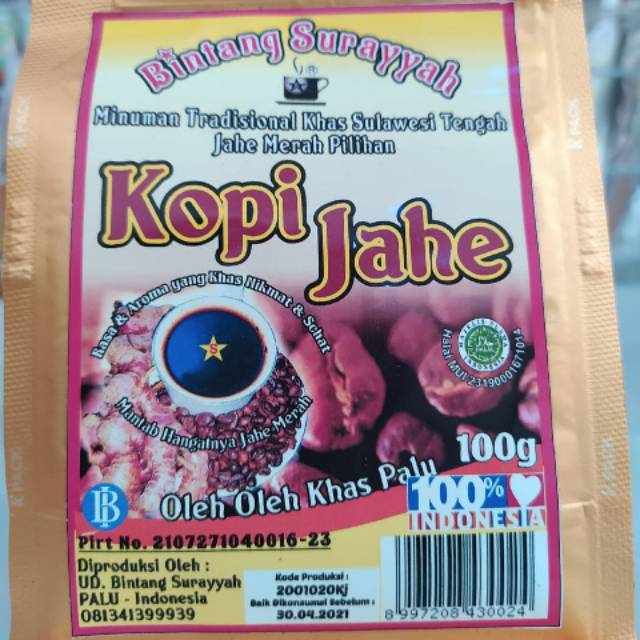 Bintang Surayyah
Minuman Tradisional Khas Sulawesi Tengah
Jahe Merah Pilihan
Kopi
Jahe
Rasa & Aroma yang Khas Nikmat & Sehat
Mantab Hangatnya Jahe Merah
Halal MUI 23190001671014
100g
Oleh Oleh Khas Palu
100%
INDONESIA
Pirt No. 2107271040016-23
Diproduksi Oleh :
UD. Bintang Surayyah
PALU - Indonesia
081341399939
Kode Produksi :
2001020Kj
Baik Dikonsumsi Sebelum :
30.04.2021
8 997208 430024
K PACK